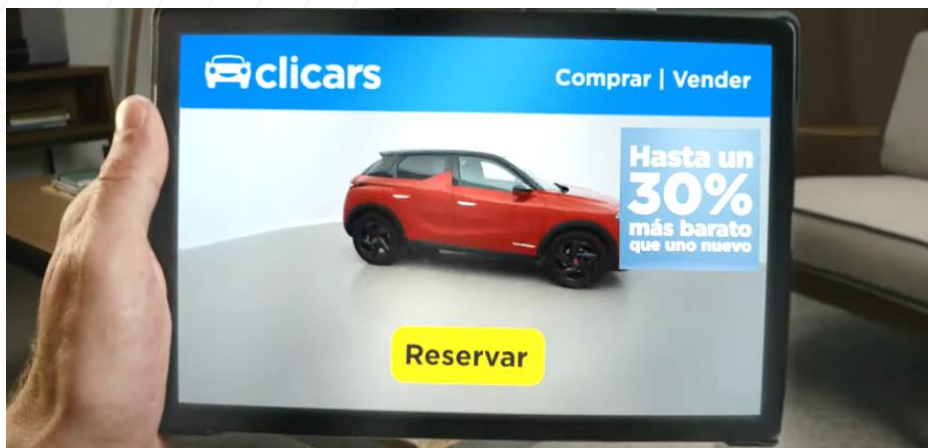 clicars
Comprar | Vender
Hasta un
30%
más barato
que uno nuevo
Reservar